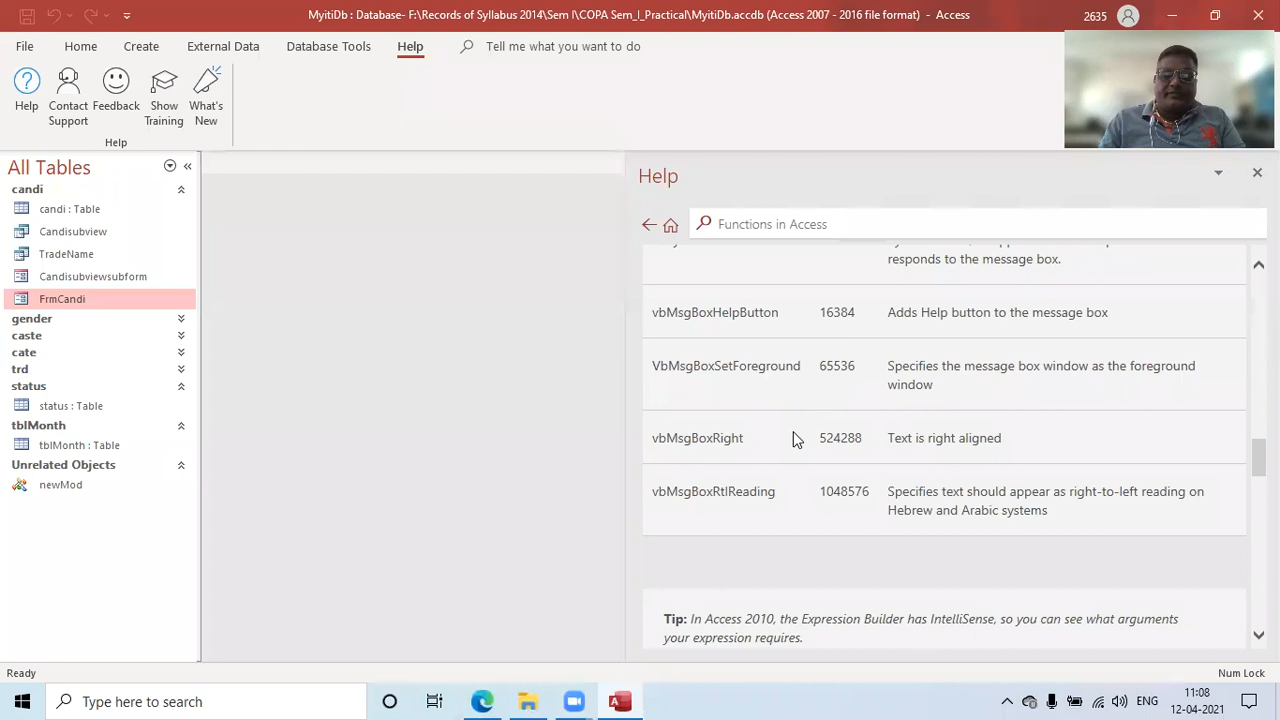 MyitiDb : Database- F:\Records of Syllabus 2014\Sem I\COPA Sem_I_Practical\MyitiDb.accdb (Access 2007 - 2016 file format) - Access
2635
File Home Create External Data Database Tools Help Tell me what you want to do
Help Contact Support Feedback Show Training What's New
Help
All Tables
candi
candi : Table
Candisubview
TradeName
Candisubviewsubform
FrmCandi
gender
caste
cate
trd
status
status : Table
tblMonth
tblMonth : Table
Unrelated Objects
newMod
Help
Functions in Access
responds to the message box.
vbMsgBoxHelpButton 16384 Adds Help button to the message box
VbMsgBoxSetForeground 65536 Specifies the message box window as the foreground
window
vbMsgBoxRight 524288 Text is right aligned
vbMsgBoxRtlReading 1048576 Specifies text should appear as right-to-left reading on
Hebrew and Arabic systems
Tip: In Access 2010, the Expression Builder has IntelliSense, so you can see what arguments
your expression requires.
Ready
Num Lock
Type here to search
ENG
11:08
12-04-2021